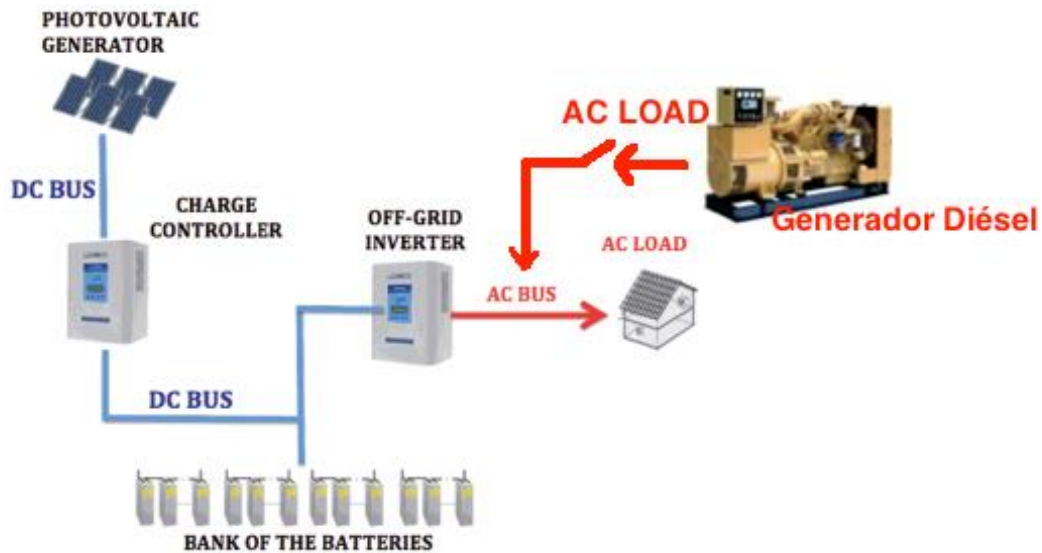 PHOTOVOLTAIC
GENERATOR
AC LOAD
DC BUS
CHARGE
CONTROLLER
OFF-GRID
INVERTER
Generador Diésel
AC LOAD
AC BUS
DC BUS
BANK OF THE BATTERIES